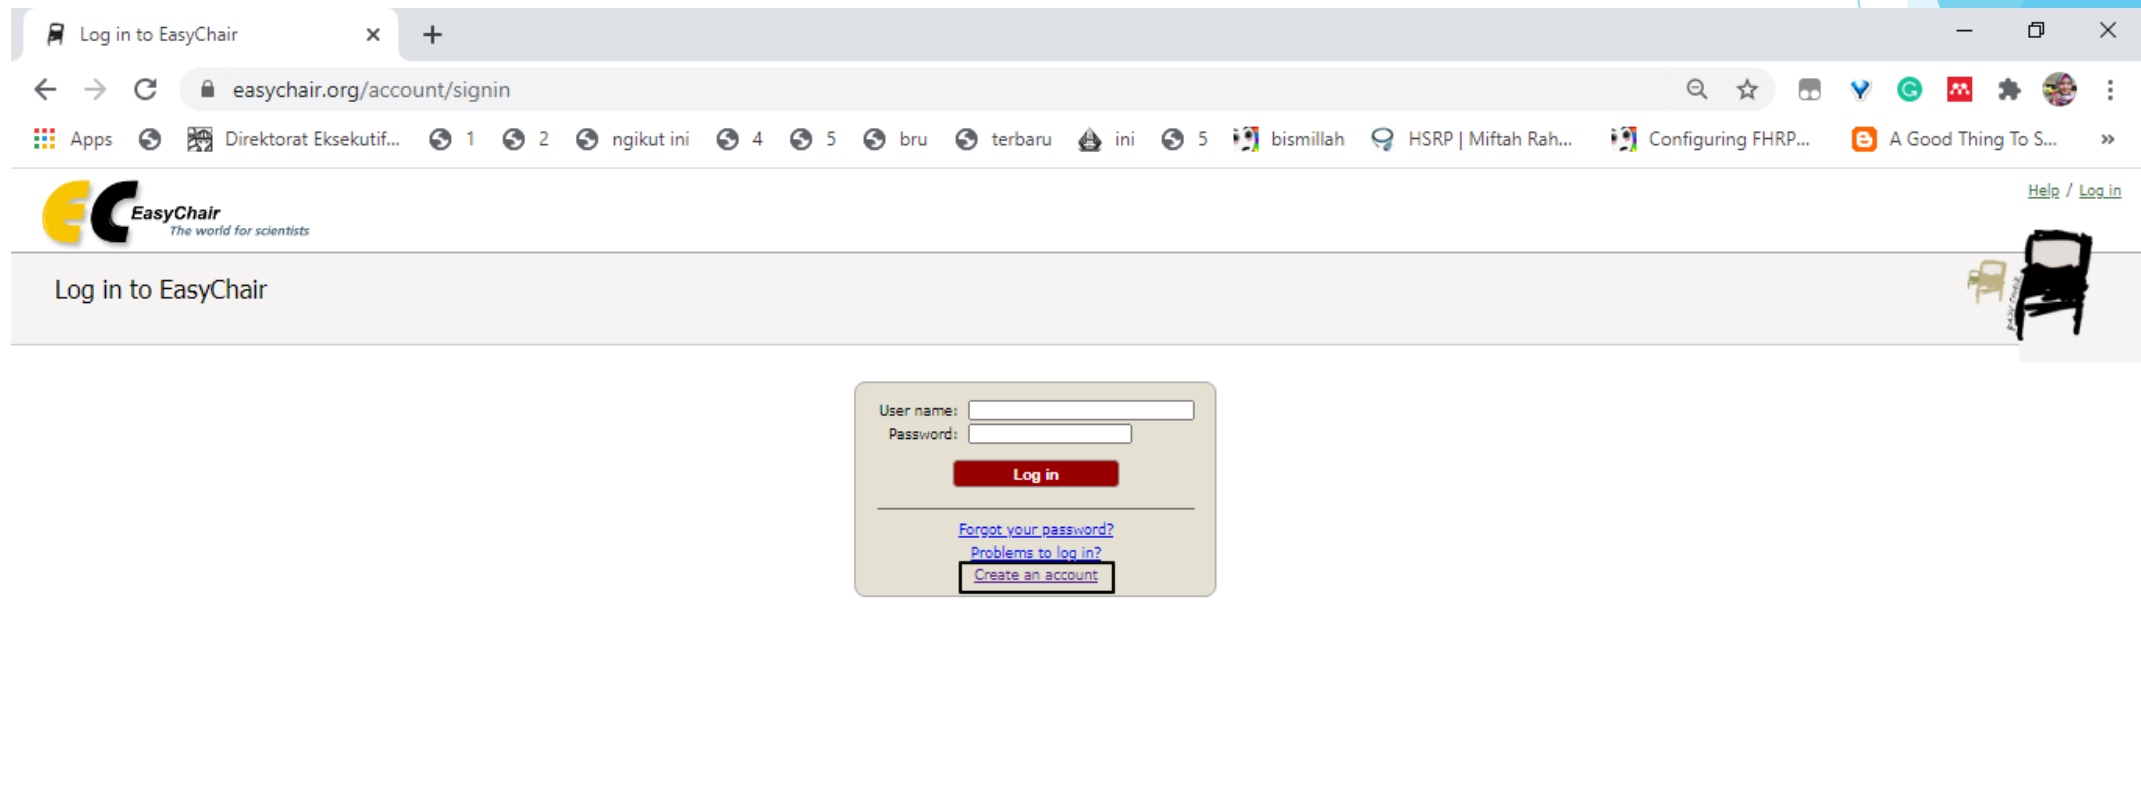 Log in to EasyChair
easychair.org/account/signin
Apps Direktorat Eksekutif... 1 2 ngikut ini 4 5 bru terbaru ini 5 bismillah HSRP | Miftah Rah... Configuring FHRP... A Good Thing To S... »
Help / Log in
EC EasyChair
The world for scientists
Log in to EasyChair
User name:
Password:
Log in
Forgot your password?
Problems to log in?
Create an account